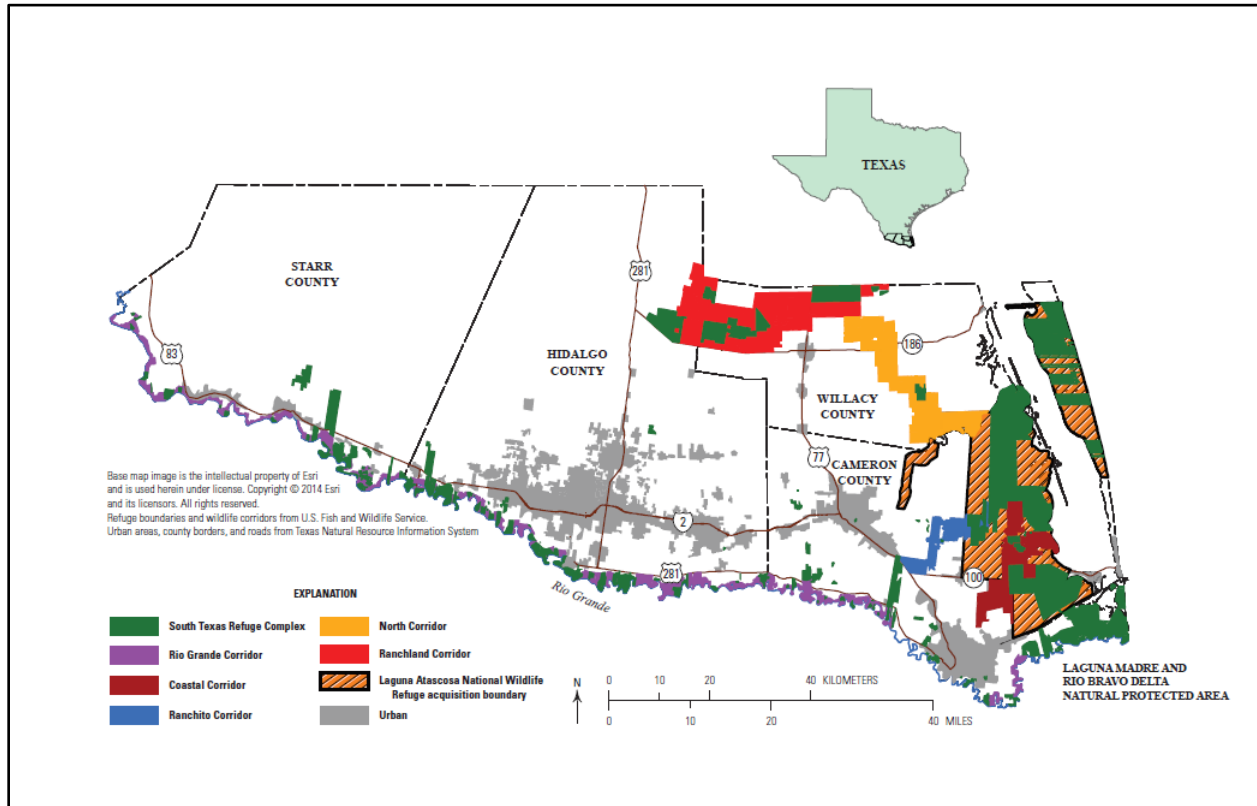 TEXAS
STARR
COUNTY
281
HIDALGO
COUNTY
83
186
WILLACY
COUNTY
77
CAMERON
COUNTY
Base map image is the intellectual property of Esri
and is used herein under license. Copyright © 2014 Esri
and its licensors. All rights reserved.
Refuge boundaries and wildlife corridors from U.S. Fish and Wildlife Service.
Urban areas, county borders, and roads from Texas Natural Resource Information System
2
100
281
Rio Grande
EXPLANATION
South Texas Refuge Complex
Rio Grande Corridor
Coastal Corridor
Ranchito Corridor
North Corridor
Ranchland Corridor
Laguna Atascosa National Wildlife
Refuge acquisition boundary
Urban
N
0 10 20 40 KILOMETERS
0 10 20 40 MILES
LAGUNA MADRE AND
RIO BRAVO DELTA
NATURAL PROTECTED AREA